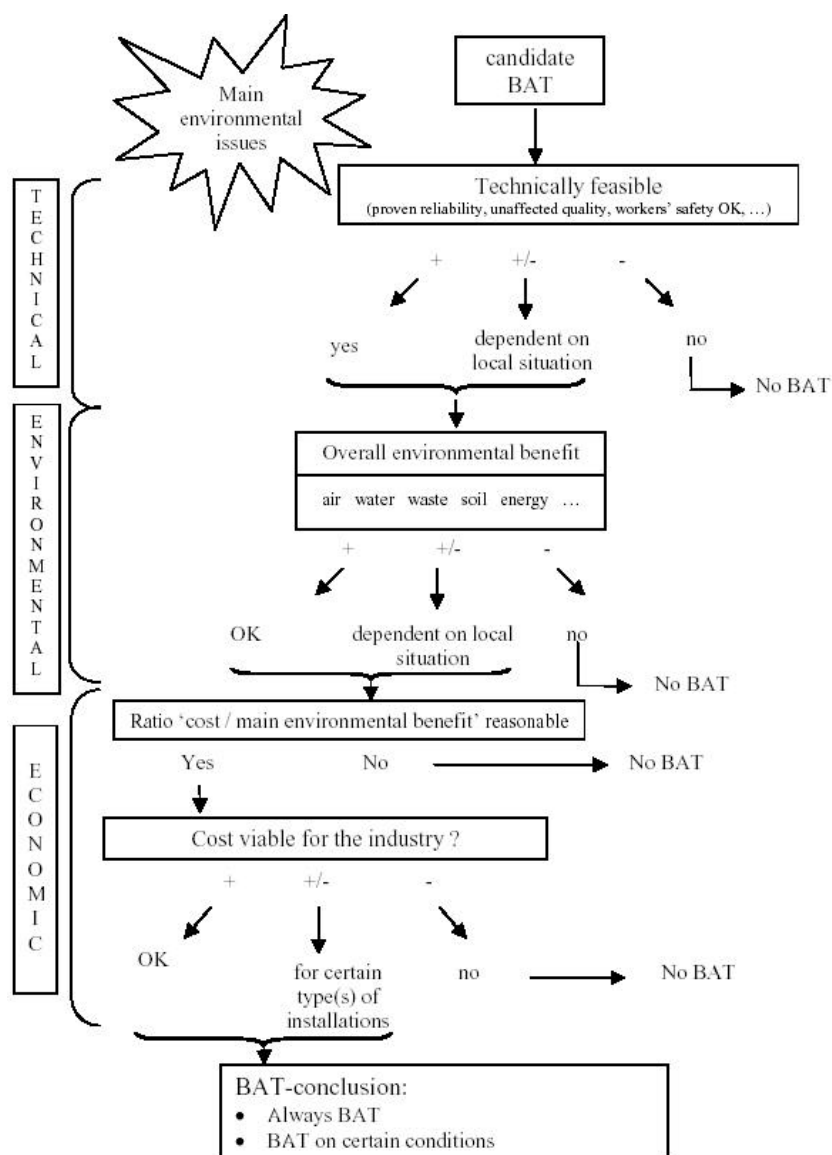 Main
environmental
issues
candidate
BAT
TECHNICAL
Technically feasible
(proven reliability, unaffected quality, workers' safety OK, …)
+ +/- -
yes
dependent on
local situation
no
No BAT
ENVIRONMENTAL
Overall environmental benefit
air water waste soil energy …
+ +/- -
OK
dependent on local
situation
no
No BAT
ECONOMIC
Ratio 'cost / main environmental benefit' reasonable
Yes No No BAT
Cost viable for the industry ?
+ +/- -
OK
for certain
type(s) of
installations
no
No BAT
BAT-conclusion:
• Always BAT
• BAT on certain conditions